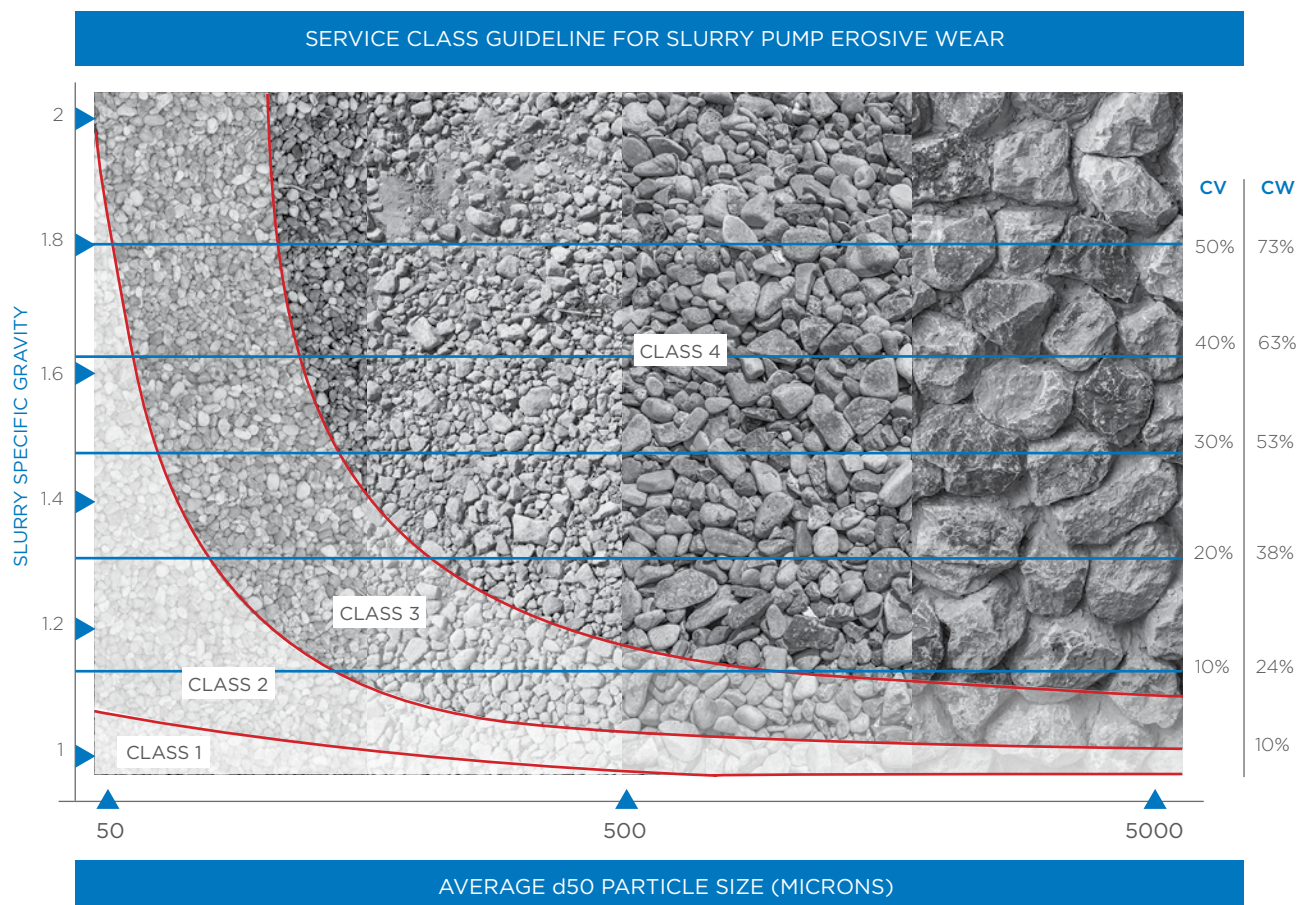 SERVICE CLASS GUIDELINE FOR SLURRY PUMP EROSIVE WEAR
SLURRY SPECIFIC GRAVITY
2
1.8
1.6
1.4
1.2
1
CLASS 4
CLASS 3
CLASS 2
CLASS 1
CV CW
50% 73%
40% 63%
30% 53%
20% 38%
10% 24%
10%
50 500 5000
AVERAGE d50 PARTICLE SIZE (MICRONS)